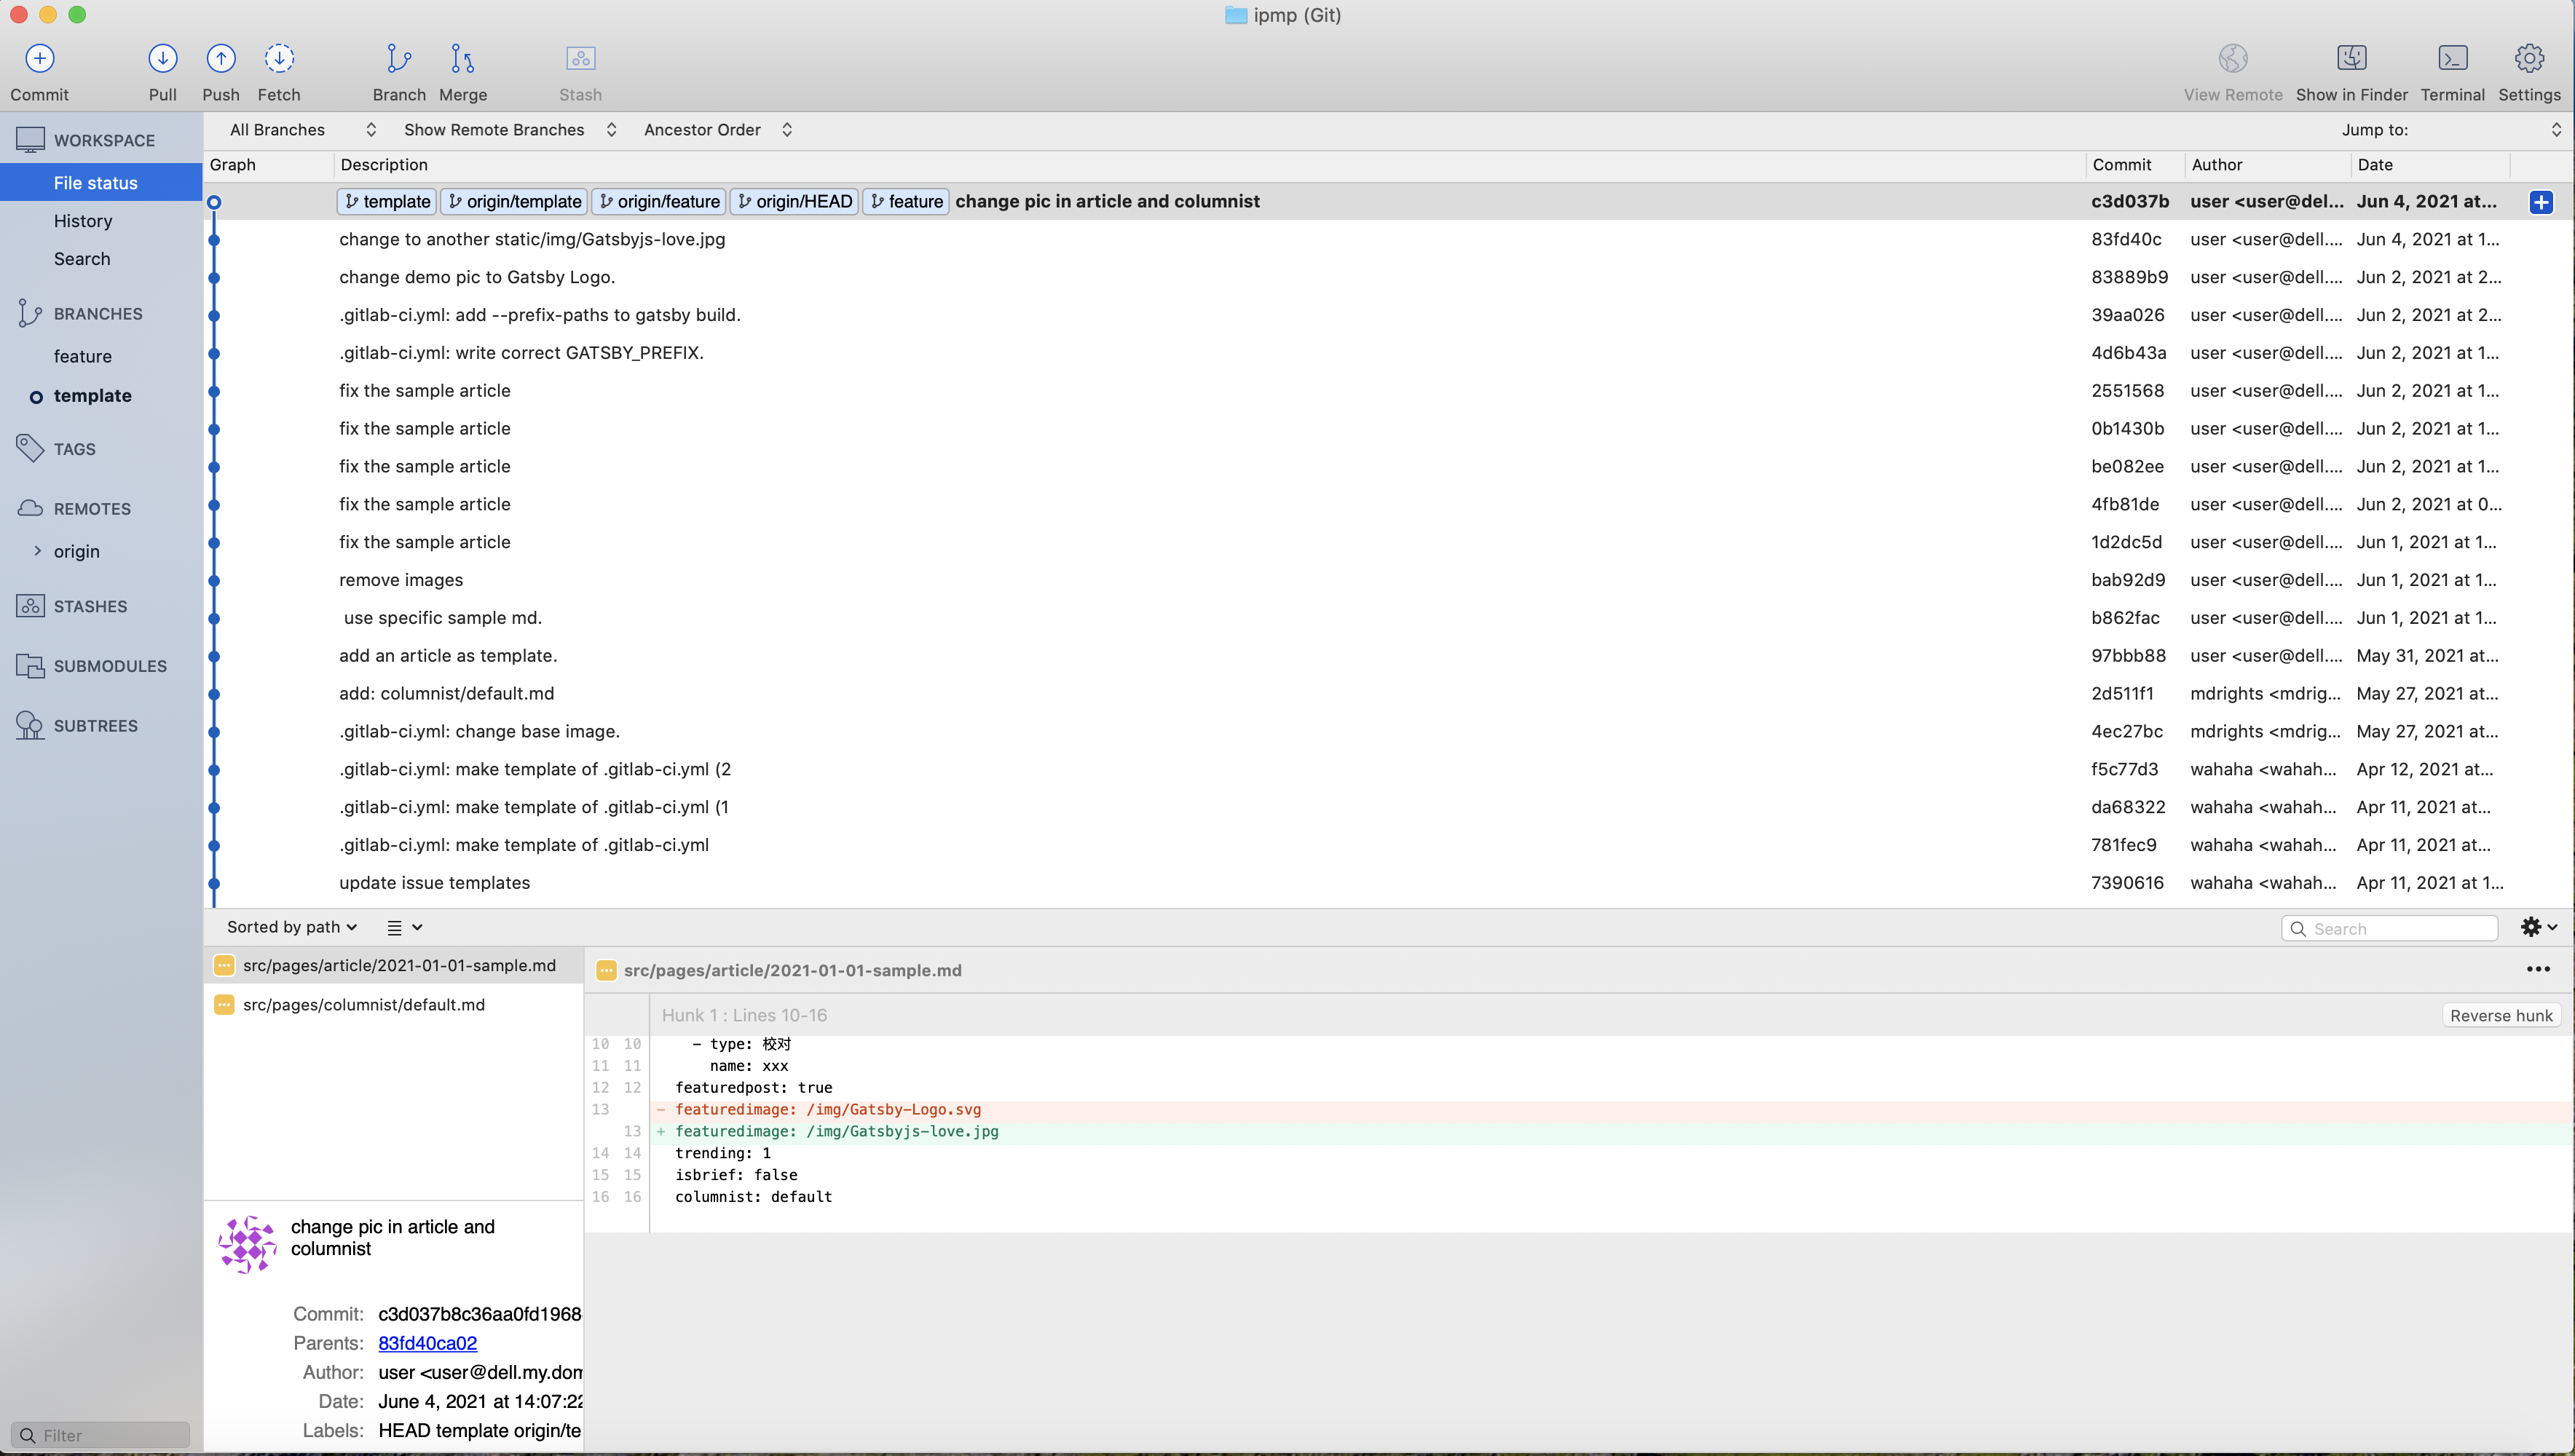 ipmp (Git)
Commit Pull Push Fetch Branch Merge Stash View Remote Show in Finder Terminal Settings
WORKSPACE
File status
History
Search
BRANCHES
feature
template
TAGS
REMOTES
origin
STASHES
SUBMODULES
SUBTREES
Filter
All Branches Show Remote Branches Ancestor Order Jump to:
Graph Description Commit Author Date
template origin/template origin/feature origin/HEAD feature change pic in article and columnist c3d037b user <user@del... Jun 4, 2021 at...
change to another static/img/Gatsbyjs-love.jpg 83fd40c user <user@dell.... Jun 4, 2021 at 1...
change demo pic to Gatsby Logo. 83889b9 user <user@dell.... Jun 2, 2021 at 2...
.gitlab-ci.yml: add --prefix-paths to gatsby build. 39aa026 user <user@dell.... Jun 2, 2021 at 2...
.gitlab-ci.yml: write correct GATSBY_PREFIX. 4d6b43a user <user@dell.... Jun 2, 2021 at 1...
fix the sample article 2551568 user <user@dell.... Jun 2, 2021 at 1...
fix the sample article 0b1430b user <user@dell.... Jun 2, 2021 at 1...
fix the sample article be082ee user <user@dell.... Jun 2, 2021 at 1...
fix the sample article 4fb81de user <user@dell.... Jun 2, 2021 at 0...
fix the sample article 1d2dc5d user <user@dell.... Jun 1, 2021 at 1...
remove images bab92d9 user <user@dell.... Jun 1, 2021 at 1...
use specific sample md. b862fac user <user@dell.... Jun 1, 2021 at 1...
add an article as template. 97bbb88 user <user@dell.... May 31, 2021 at...
add: columnist/default.md 2d511f1 mdrights <mdrig... May 27, 2021 at...
.gitlab-ci.yml: change base image. 4ec27bc mdrights <mdrig... May 27, 2021 at...
.gitlab-ci.yml: make template of .gitlab-ci.yml (2 f5c77d3 wahaha <wahah... Apr 12, 2021 at...
.gitlab-ci.yml: make template of .gitlab-ci.yml (1 da68322 wahaha <wahah... Apr 11, 2021 at...
.gitlab-ci.yml: make template of .gitlab-ci.yml 781fec9 wahaha <wahah... Apr 11, 2021 at...
update issue templates 7390616 wahaha <wahah... Apr 11, 2021 at 1...
Sorted by path Search
src/pages/article/2021-01-01-sample.md
src/pages/columnist/default.md
change pic in article and
columnist
Commit: c3d037b8c36aa0fd1968
Parents: 83fd40ca02
Author: user <user@dell.my.dom
Date: June 4, 2021 at 14:07:22
Labels: HEAD template origin/te
src/pages/article/2021-01-01-sample.md
Hunk 1 : Lines 10-16 Reverse hunk
10 10 - type: 校对
11 11 name: xxx
12 12 featuredpost: true
13 - featuredimage: /img/Gatsby-Logo.svg
13 + featuredimage: /img/Gatsbyjs-love.jpg
14 14 trending: 1
15 15 isbrief: false
16 16 columnist: default